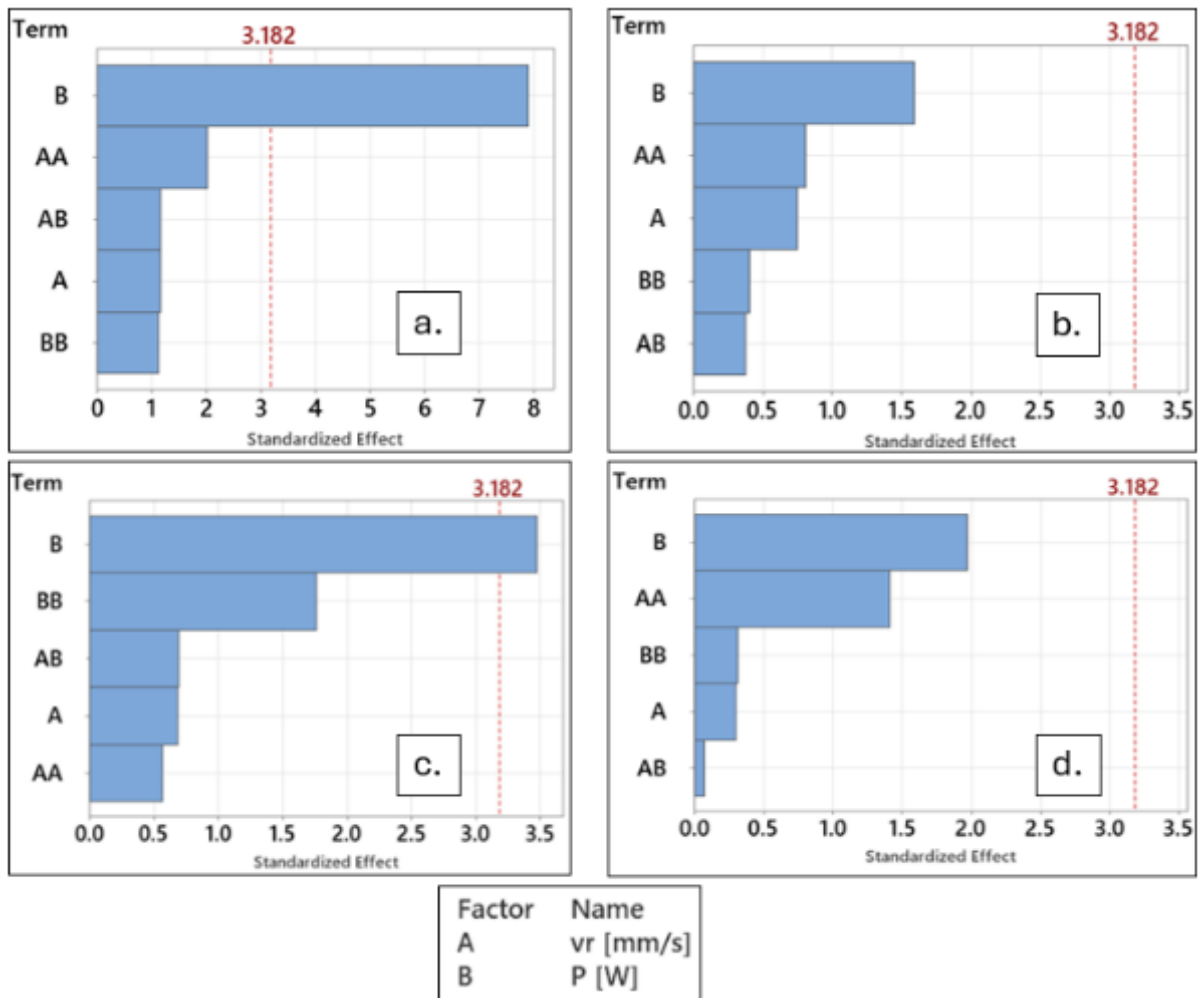 Term
3.182
B
AA
AB
A
BB
a.
0 1 2 3 4 5 6 7 8
Standardized Effect
Term
3.182
B
AA
A
BB
AB
b.
0.0 0.5 1.0 1.5 2.0 2.5 3.0 3.5
Standardized Effect
Term
3.182
B
BB
AB
A
AA
c.
0.0 0.5 1.0 1.5 2.0 2.5 3.0 3.5
Standardized Effect
Term
3.182
B
AA
BB
A
AB
d.
0.0 0.5 1.0 1.5 2.0 2.5 3.0 3.5
Standardized Effect
Factor Name
A vr [mm/s]
B P [W]